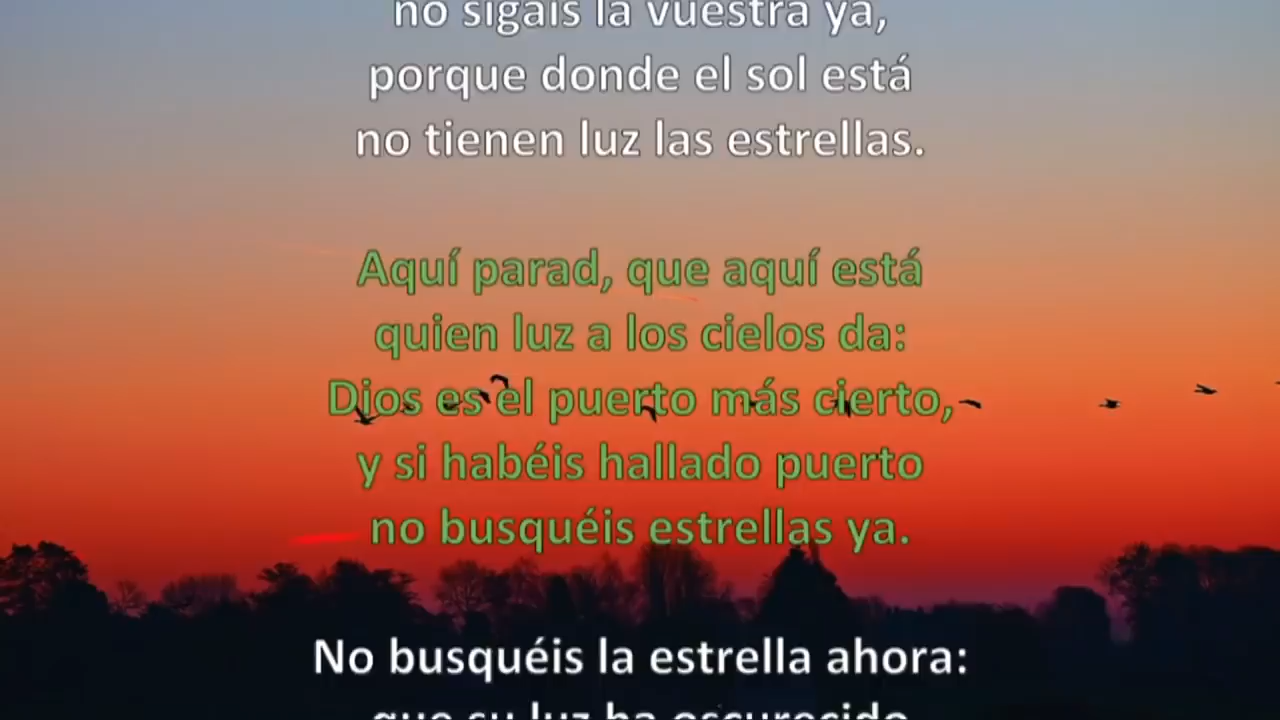 no sigáis la vuestra ya,
porque donde el sol está
no tienen luz las estrellas.
Aquí parad, que aquí está
quien luz a los cielos da:
Dios es el puerto más cierto,
y si habéis hallado puerto
no busquéis estrellas ya.
No busquéis la estrella ahora:
que su luz ha oscurecido